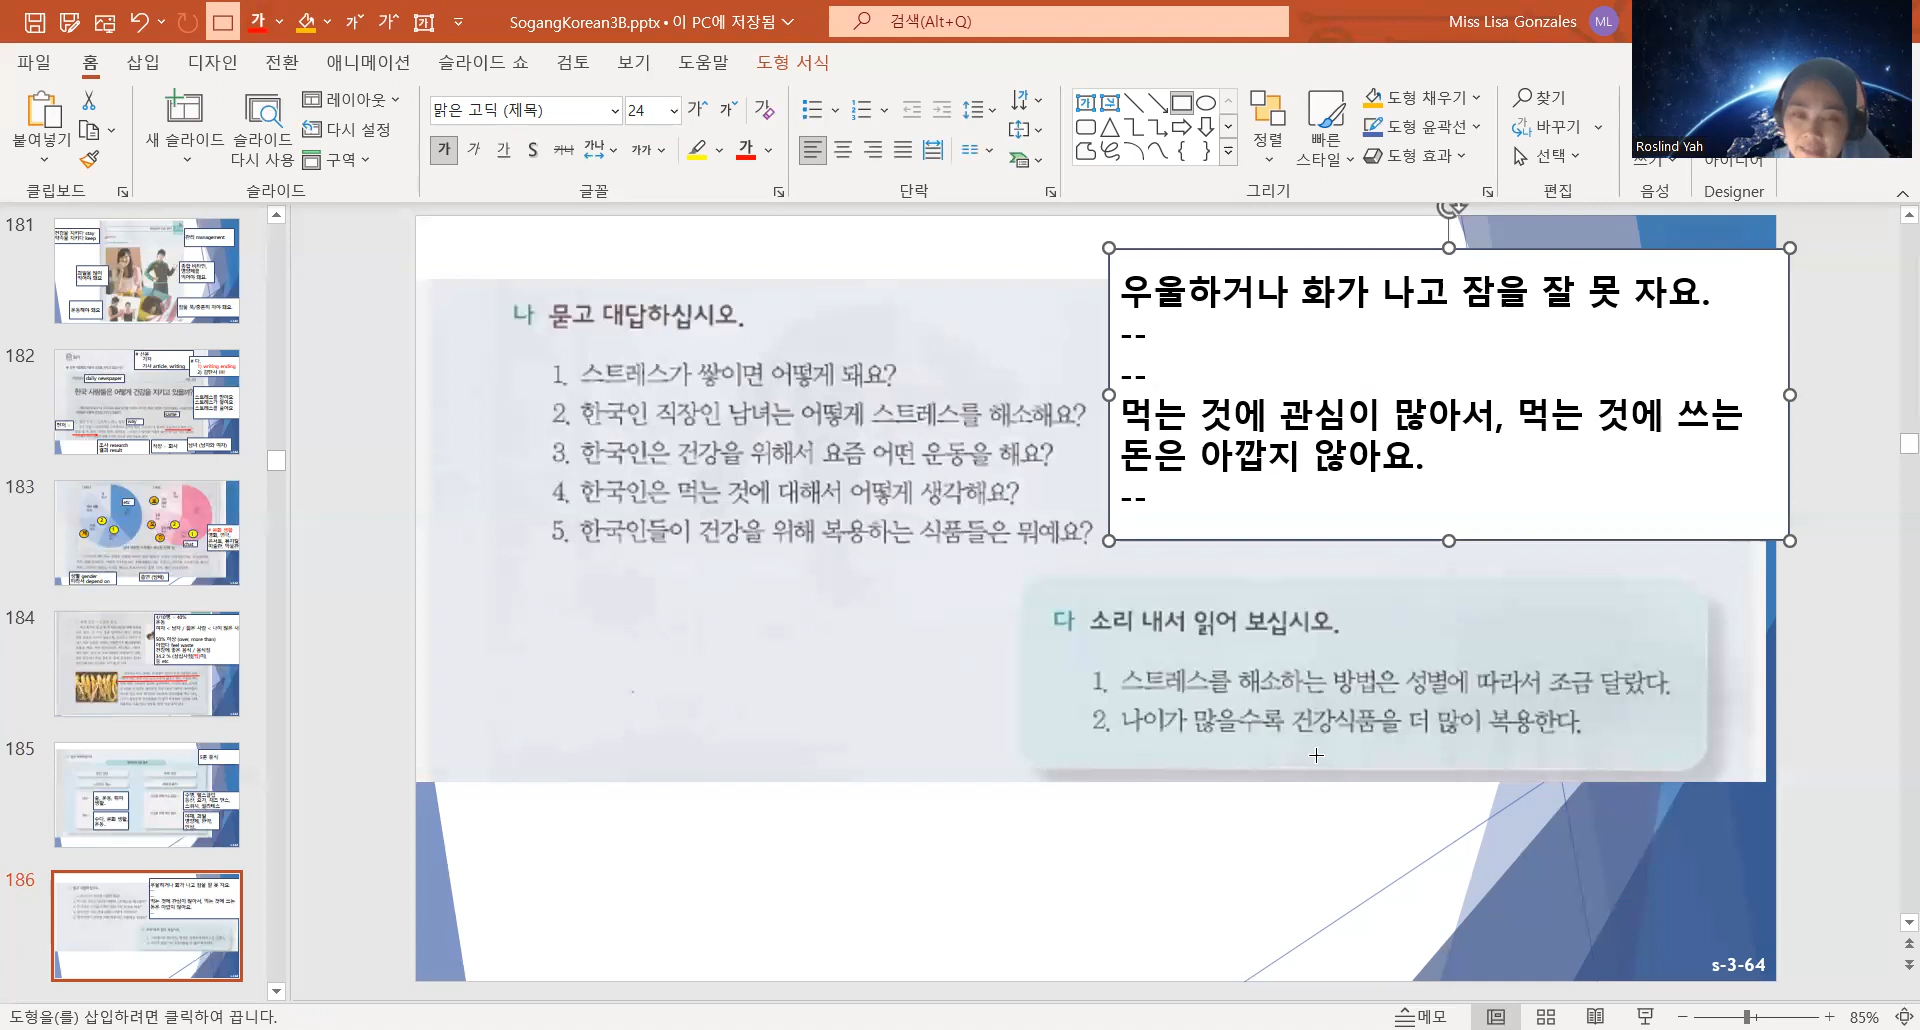 SogangKorean3B.pptx • 이 PC에 저장됨
검색(Alt+Q)
Miss Lisa Gonzales
ML
파일 홈 삽입 디자인 전환 애니메이션 슬라이드 쇼 검토 보기 도움말 도형 서식
붙여넣기
새 슬라이드
슬라이드 다시 사용
레이아웃
다시 설정
구역
맑은 고딕 (제목) 24
정렬
빠른 스타일
도형 채우기
도형 윤곽선
도형 효과
찾기
바꾸기
선택
Roslind Yah
클립보드 슬라이드 글꼴 단락 그리기 편집 음성 Designer
181
182
183
184
185
186
나 묻고 대답하십시오.
1. 스트레스가 쌓이면 어떻게 돼요?
2. 한국인 직장인 남녀는 어떻게 스트레스를 해소해요?
3. 한국인은 건강을 위해서 요즘 어떤 운동을 해요?
4. 한국인은 먹는 것에 대해서 어떻게 생각해요?
5. 한국인들이 건강을 위해 복용하는 식품들은 뭐예요?
우울하거나 화가 나고 잠을 잘 못 자요.
--
--
먹는 것에 관심이 많아서, 먹는 것에 쓰는
돈은 아깝지 않아요.
--
다 소리 내서 읽어 보십시오.
1. 스트레스를 해소하는 방법은 성별에 따라서 조금 달랐다.
2. 나이가 많을수록 건강식품을 더 많이 복용한다.
s-3-64
도형을(를) 삽입하려면 클릭하여 끕니다.
메모
85%